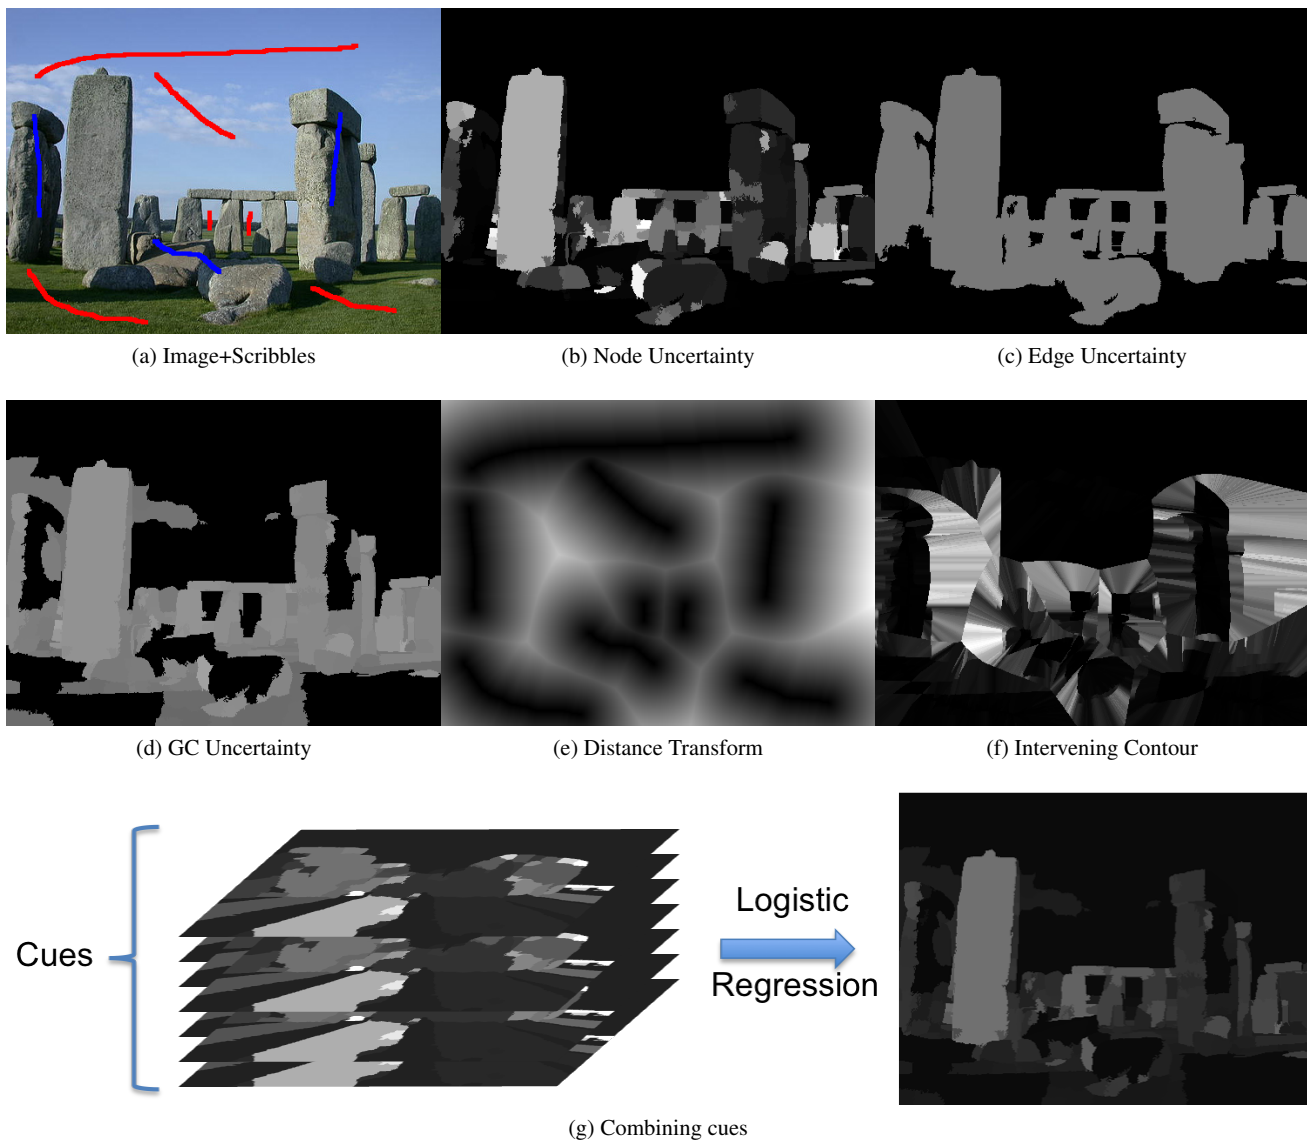 (a) Image+Scribbles
(b) Node Uncertainty
(c) Edge Uncertainty
(d) GC Uncertainty
(e) Distance Transform
(f) Intervening Contour
Cues
Logistic
Regression
(g) Combining cues